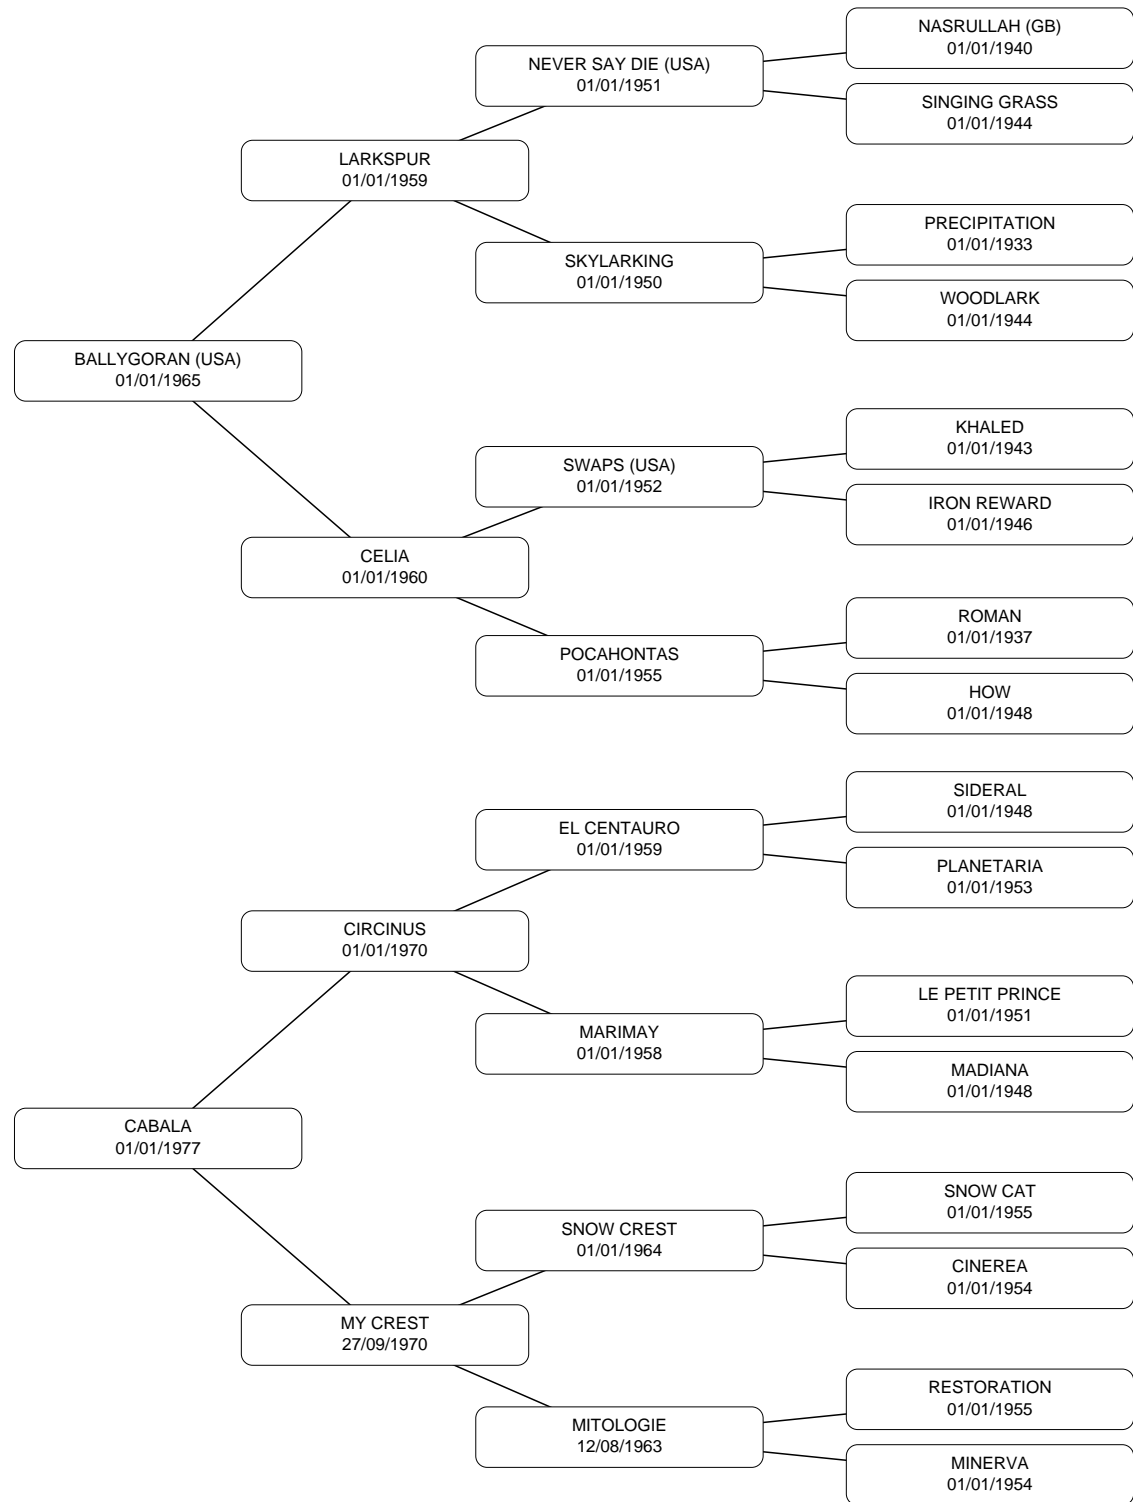 NASRULLAH (GB)
01/01/1940
NEVER SAY DIE (USA)
01/01/1951
SINGING GRASS
01/01/1944
LARKSPUR
01/01/1959
PRECIPITATION
01/01/1933
SKYLARKING
01/01/1950
WOODLARK
01/01/1944
BALLYGORAN (USA)
01/01/1965
KHALED
01/01/1943
SWAPS (USA)
01/01/1952
IRON REWARD
01/01/1946
CELIA
01/01/1960
ROMAN
01/01/1937
POCAHONTAS
01/01/1955
HOW
01/01/1948
SIDERAL
01/01/1948
EL CENTAURO
01/01/1959
PLANETARIA
01/01/1953
CIRCINUS
01/01/1970
LE PETIT PRINCE
01/01/1951
MARIMAY
01/01/1958
MADIANA
01/01/1948
CABALA
01/01/1977
SNOW CAT
01/01/1955
SNOW CREST
01/01/1964
CINEREA
01/01/1954
MY CREST
27/09/1970
RESTORATION
01/01/1955
MITOLOGIE
12/08/1963
MINERVA
01/01/1954